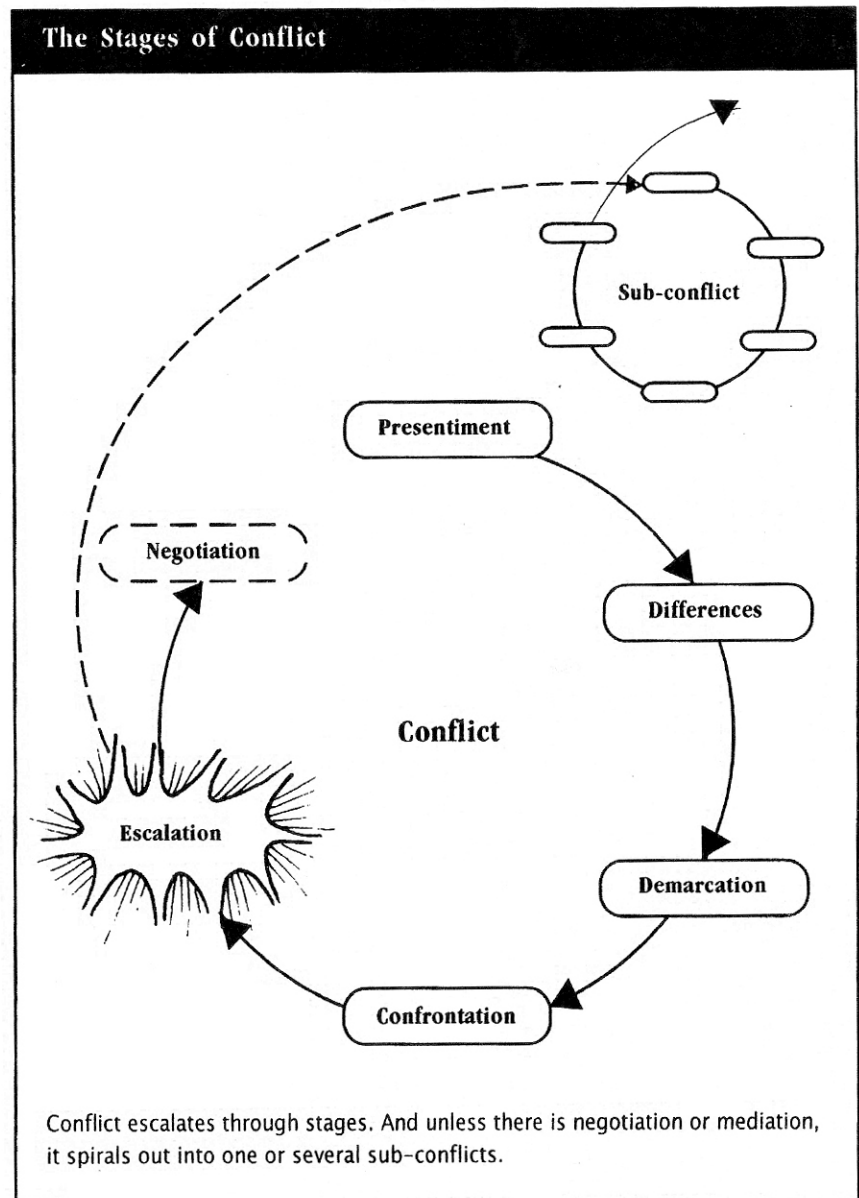 The Stages of Conflict
Sub-conflict
Presentiment
Negotiation
Differences
Conflict
Escalation
Demarcation
Confrontation
Conflict escalates through stages. And unless there is negotiation or mediation,
it spirals out into one or several sub-conflicts.